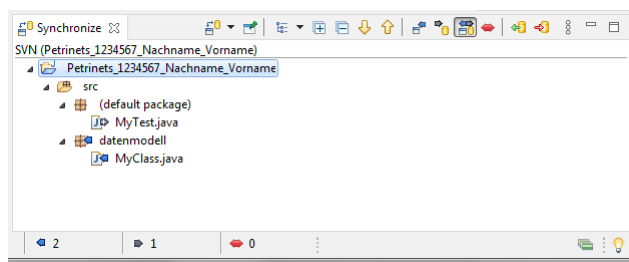 Synchronize
SVN (Petrinets_1234567_Nachname_Vorname)
Petrinets_1234567_Nachname_Vorname
src
(default package)
MyTest.java
datenmodell
MyClass.java
2 1 0